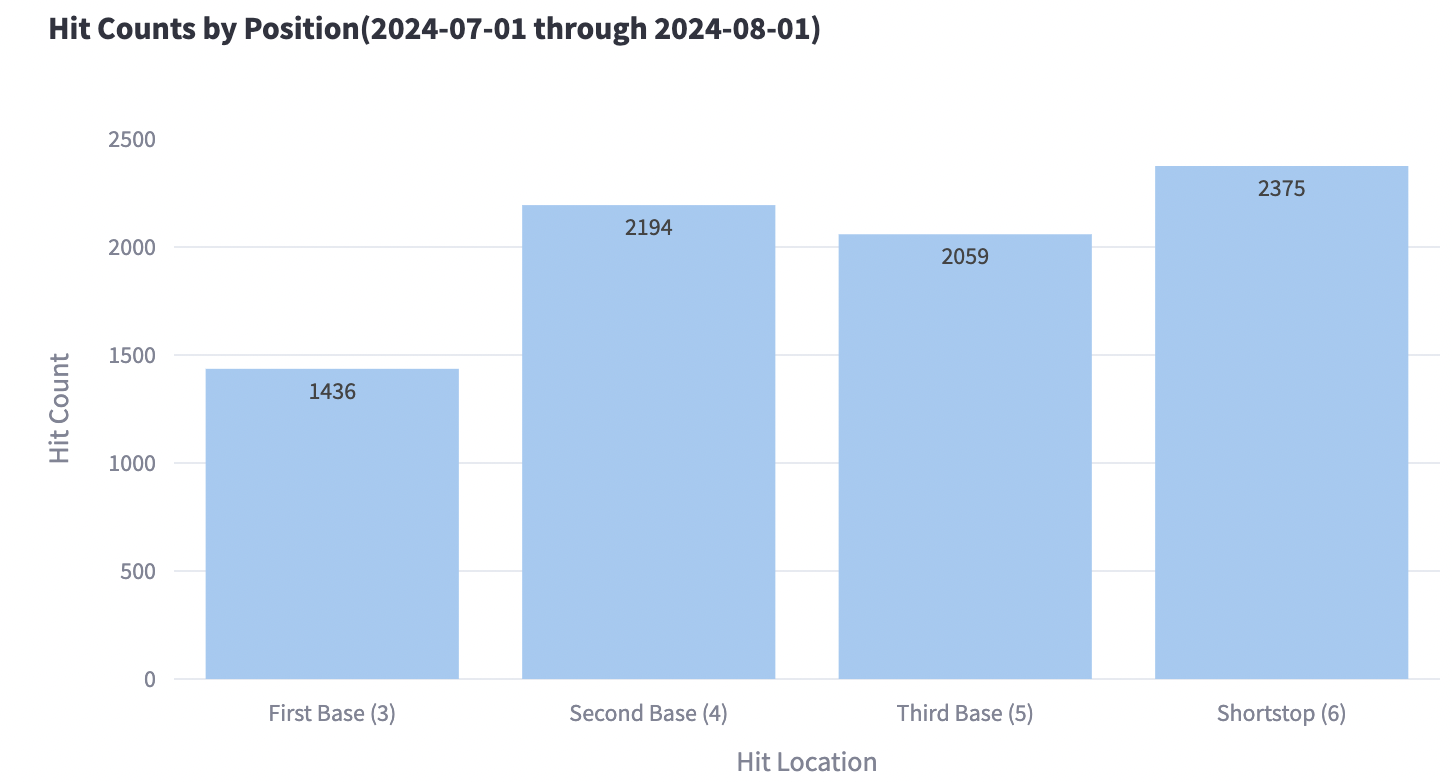 Hit Counts by Position(2024-07-01 through 2024-08-01)
2500
2000
1500
1000
500
0
Hit Count
1436
2194
2059
2375
First Base (3)
Second Base (4)
Third Base (5)
Shortstop (6)
Hit Location